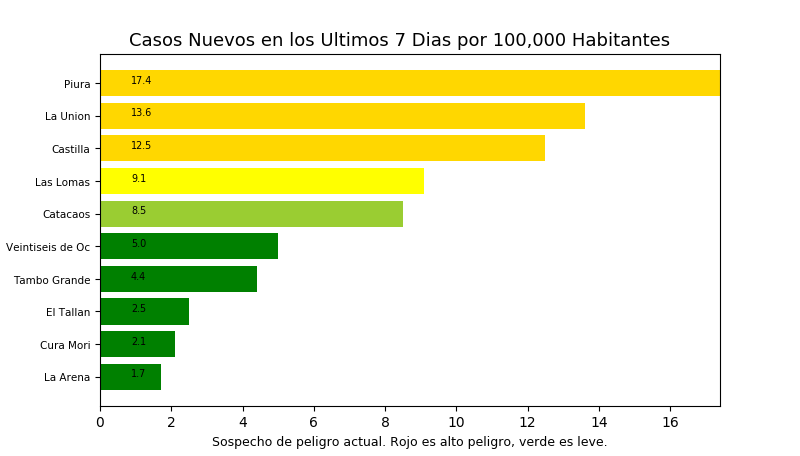 Casos Nuevos en los Ultimos 7 Dias por 100,000 Habitantes
Piura 17.4
La Union 13.6
Castilla 12.5
Las Lomas 9.1
Catacaos 8.5
Veintiseis de Oc 5.0
Tambo Grande 4.4
El Tallan 2.5
Cura Mori 2.1
La Arena 1.7
0 2 4 6 8 10 12 14 16
Sospecho de peligro actual. Rojo es alto peligro, verde es leve.